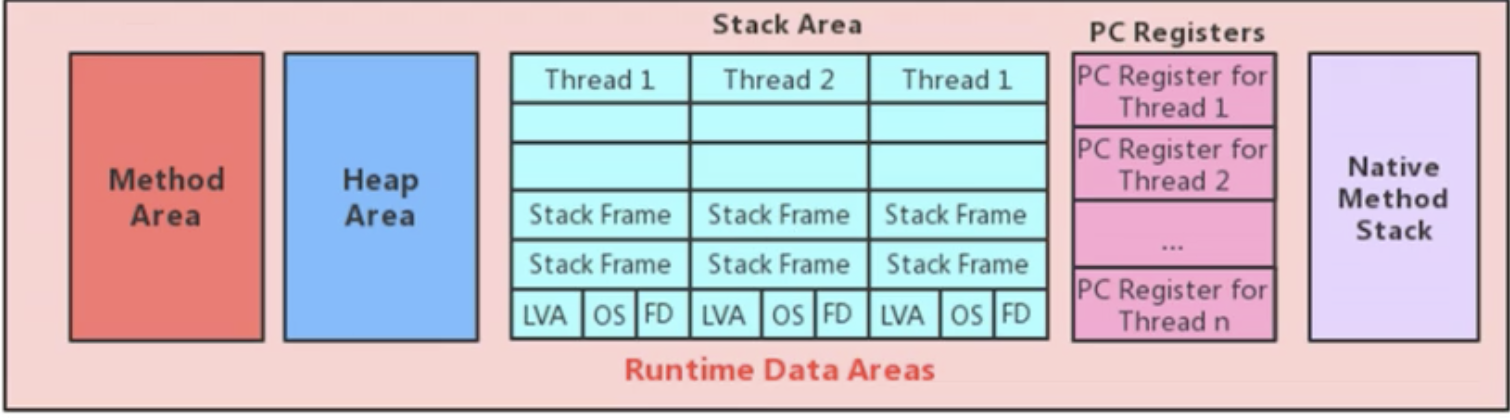 Stack Area
PC Registers
Method
Area
Heap
Area
Thread 1
Thread 2
Thread 1
Stack Frame
Stack Frame
Stack Frame
Stack Frame
Stack Frame
Stack Frame
LVA
OS
FD
LVA
OS
FD
LVA
OS
FD
PC Register for
Thread 1
PC Register for
Thread 2
...
PC Register for
Thread n
Native
Method
Stack
Runtime Data Areas